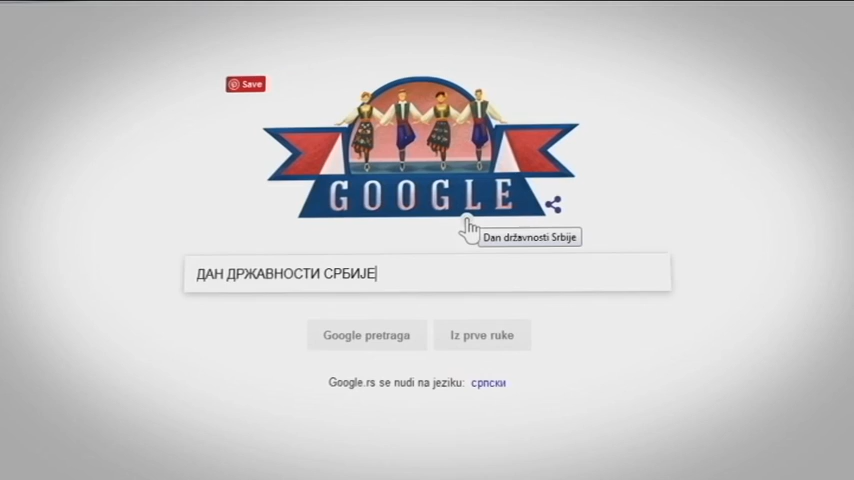 Save
GOOGLE
Dan državnosti Srbije
ДАН ДРЖАВНОСТИ СРБИЈЕ
Google pretraga
Iz prve ruke
Google.rs se nudi na jeziku: српски